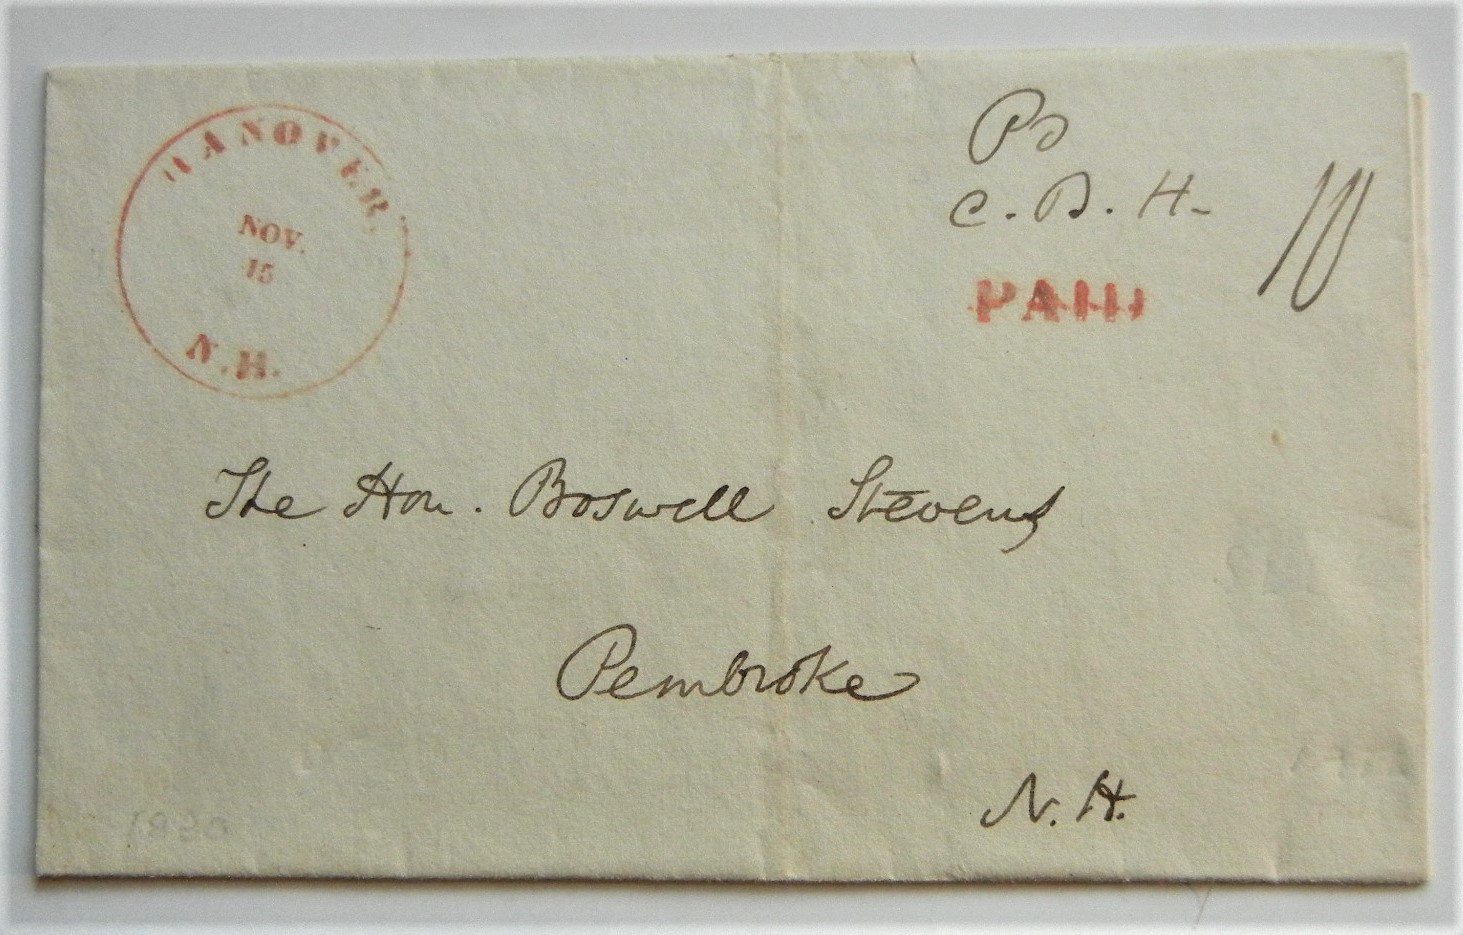 HANOVER
NOV.
15
N.H.
Pd
C.B.H-
10
PAID
The Hon. Boswell Stevens
Pembroke
N.H.